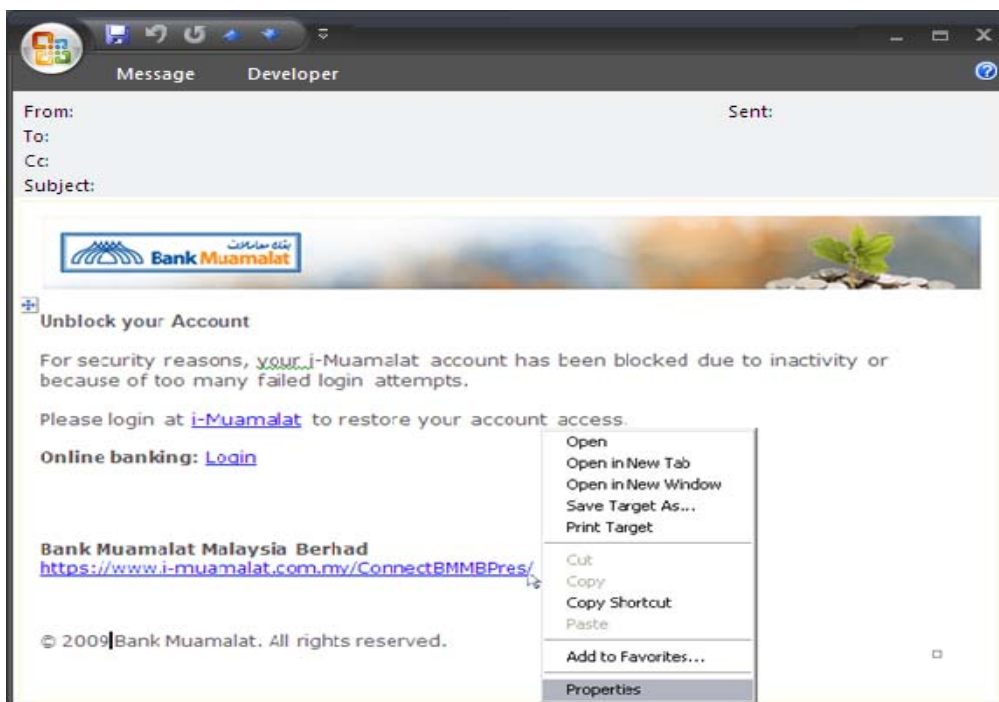 Message Developer
From: Sent:
To:
Cc:
Subject:
بنك معاملات
Bank Muamalat
Unblock your Account
For security reasons, your i-Muamalat account has been blocked due to inactivity or
because of too many failed login attempts.
Please login at i-Muamalat to restore your account access.
Online banking: Login
Bank Muamalat Malaysia Berhad
https://www.i-muamalat.com.my/ConnectBMMBPres/
© 2009 Bank Muamalat. All rights reserved.
Open
Open in New Tab
Open in New Window
Save Target As...
Print Target
Cut
Copy
Copy Shortcut
Paste
Add to Favorites...
Properties